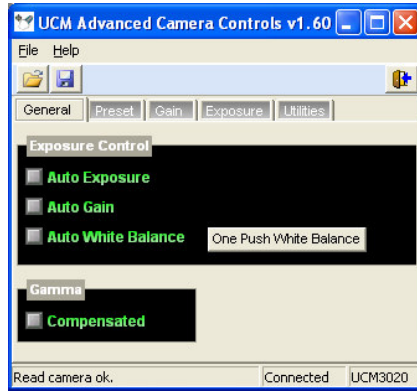 UCM Advanced Camera Controls v1.60
File Help
General Preset Gain Exposure Utilities
Exposure Control
Auto Exposure
Auto Gain
Auto White Balance One Push White Balance
Gamma
Compensated
Read camera ok. Connected UCM3020